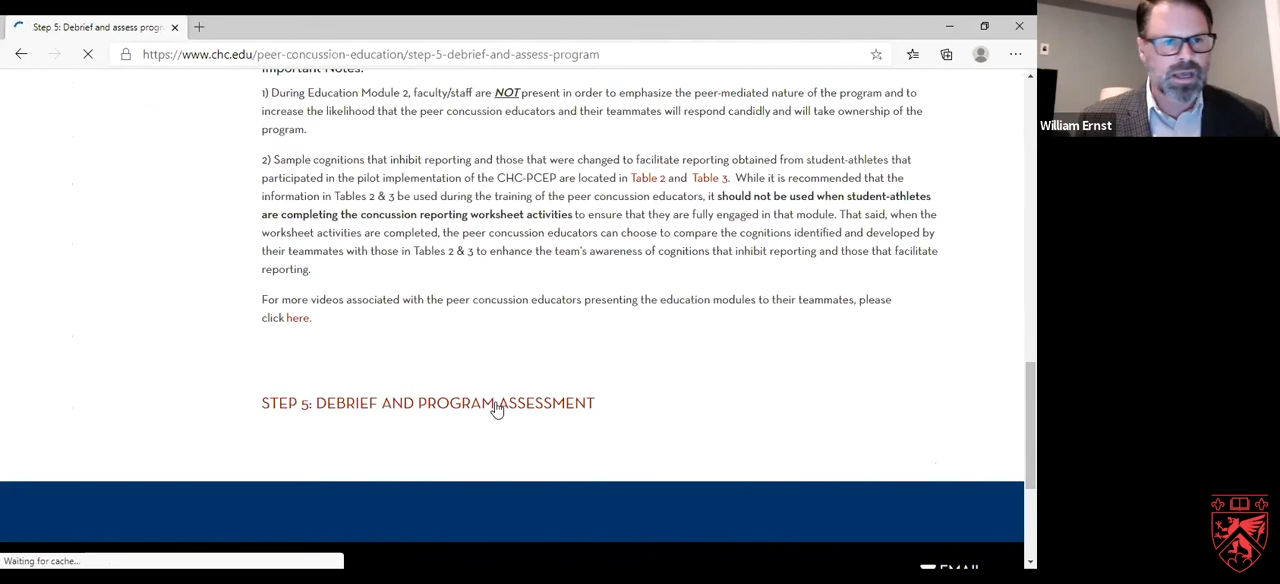 Step 5: Debrief and assess progr
https://www.chc.edu/peer-concussion-education/step-5-debrief-and-assess-program
William Ernst
Important Notes:
1) During Education Module 2, faculty/staff are NOT present in order to emphasize the peer-mediated nature of the program and to
increase the likelihood that the peer concussion educators and their teammates will respond candidly and will take ownership of the
program.
2) Sample cognitions that inhibit reporting and those that were changed to facilitate reporting obtained from student-athletes that
participated in the pilot implementation of the CHC-PCEP are located in Table 2 and Table 3. While it is recommended that the
information in Tables 2 & 3 be used during the training of the peer concussion educators, it should not be used when student-athletes
are completing the concussion reporting worksheet activities to ensure that they are fully engaged in that module. That said, when the
worksheet activities are completed, the peer concussion educators can choose to compare the cognitions identified and developed by
their teammates with those in Tables 2 & 3 to enhance the team's awareness of cognitions that inhibit reporting and those that facilitate
reporting.
For more videos associated with the peer concussion educators presenting the education modules to their teammates, please
click here.
STEP 5: DEBRIEF AND PROGRAM ASSESSMENT
Waiting for cache...
EMAIL